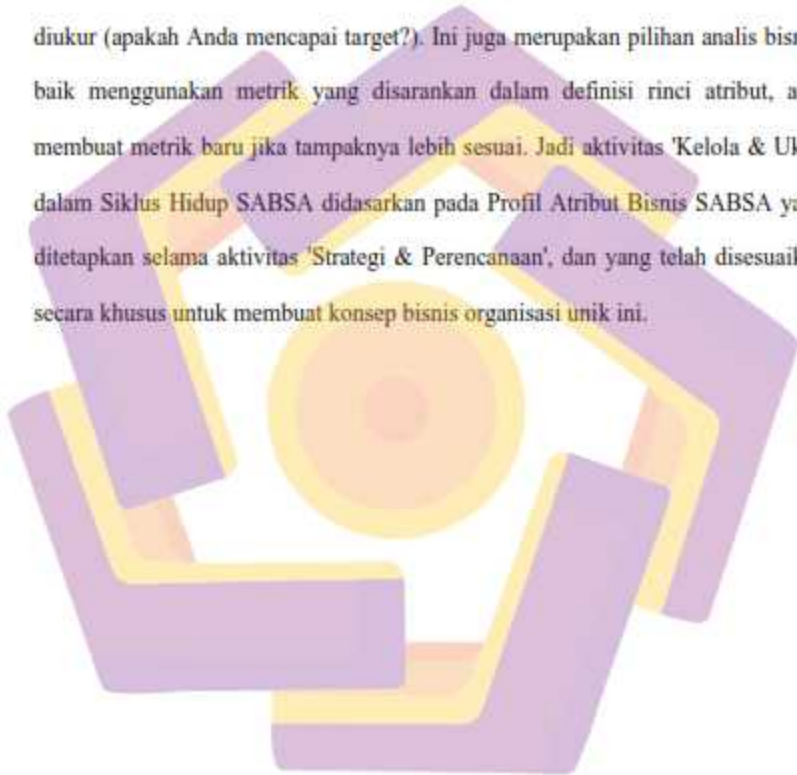 diukur (apakah Anda mencapai target?). Ini juga merupakan pilihan analis bisn
baik menggunakan metrik yang disarankan dalam definisi rinci atribut, a
membuat metrik baru jika tampaknya lebih sesuai. Jadi aktivitas 'Kelola & Uk
dalam Siklus Hidup SABSA didasarkan pada Profil Atribut Bisnis SABSA ya
ditetapkan selama aktivitas 'Strategi & Perencanaan', dan yang telah disesuaik
secara khusus untuk membuat konsep bisnis organisasi unik ini.